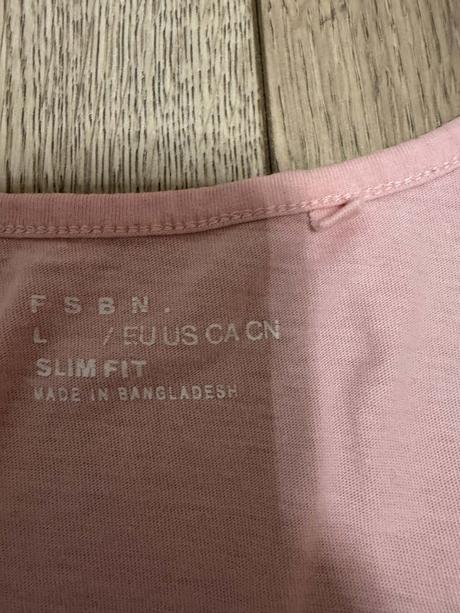 F S B N .
L / EU US CA CN
SLIM FIT
MADE IN BANGLADESH